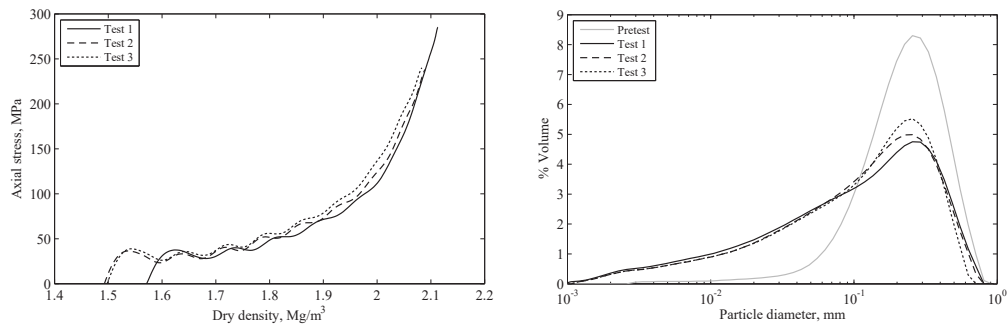 300
250
200
150
100
50
0
Axial stress, MPa
Test 1
Test 2
Test 3
1.4 1.5 1.6 1.7 1.8 1.9 2 2.1 2.2
Dry density, Mg/m³
9
8
7
6
5
4
3
2
1
0
% Volume
Pretest
Test 1
Test 2
Test 3
10⁻³ 10⁻² 10⁻¹ 10⁰
Particle diameter, mm